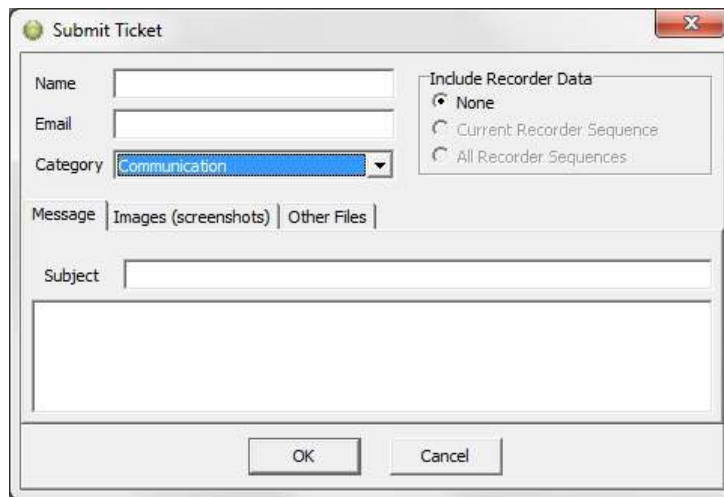 Submit Ticket
Name
Email
Category Communication
Include Recorder Data
None
Current Recorder Sequence
All Recorder Sequences
Message Images (screenshots) Other Files
Subject
OK Cancel